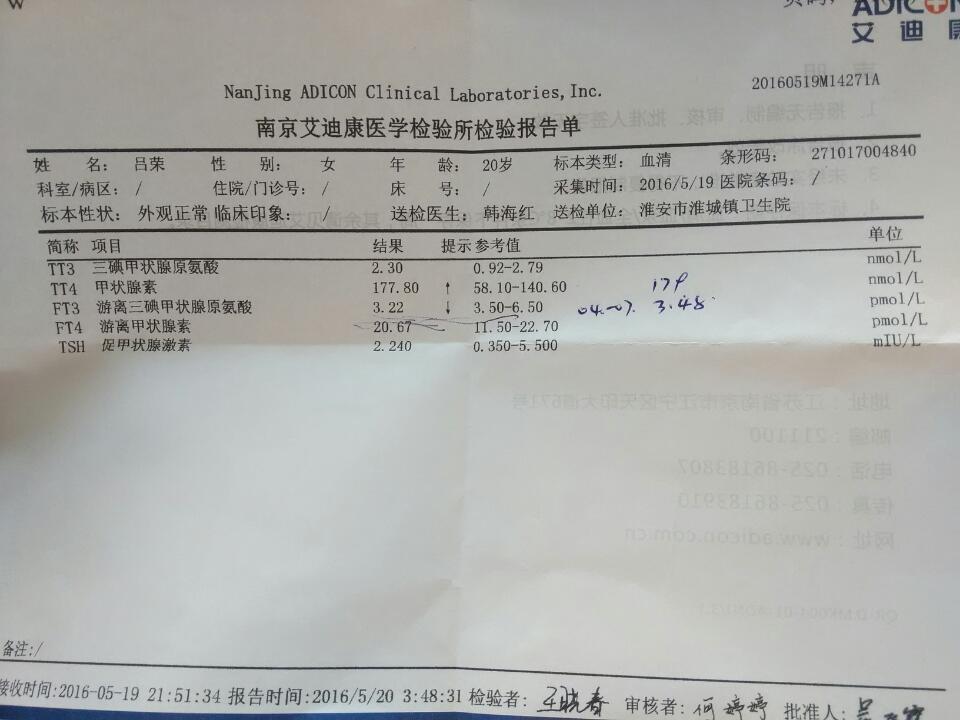 ADICON
艾迪康
20160519M14271A
NanJing ADICON Clinical Laboratories,Inc.
南京艾迪康医学检验所检验报告单
姓 名: 吕荣 性 别: 女 年 龄: 20岁 标本类型: 血清 条形码: 271017004840
科室/病区: / 住院/门诊号: / 床 号: / 采集时间: 2016/5/19 医院条码: /
标本性状: 外观正常 临床印象: / 送检医生: 韩海红 送检单位: 淮安市淮城镇卫生院
简称 项目 结果 提示 参考值 单位
TT3 三碘甲状腺原氨酸 2.30 0.92-2.79 nmol/L
TT4 甲状腺素 177.80 ↑ 58.10-140.60 nmol/L
FT3 游离三碘甲状腺原氨酸 3.22 ↓ 3.50-6.50 3.48 pmol/L
FT4 游离甲状腺素 20.67 11.50-22.70 pmol/L
TSH 促甲状腺激素 2.240 0.350-5.500 mIU/L
备注:/
接收时间:2016-05-19 21:51:34 报告时间:2016/5/20 3:48:31 检验者: 王晓春 审核者: 何婷婷 批准人: 吴